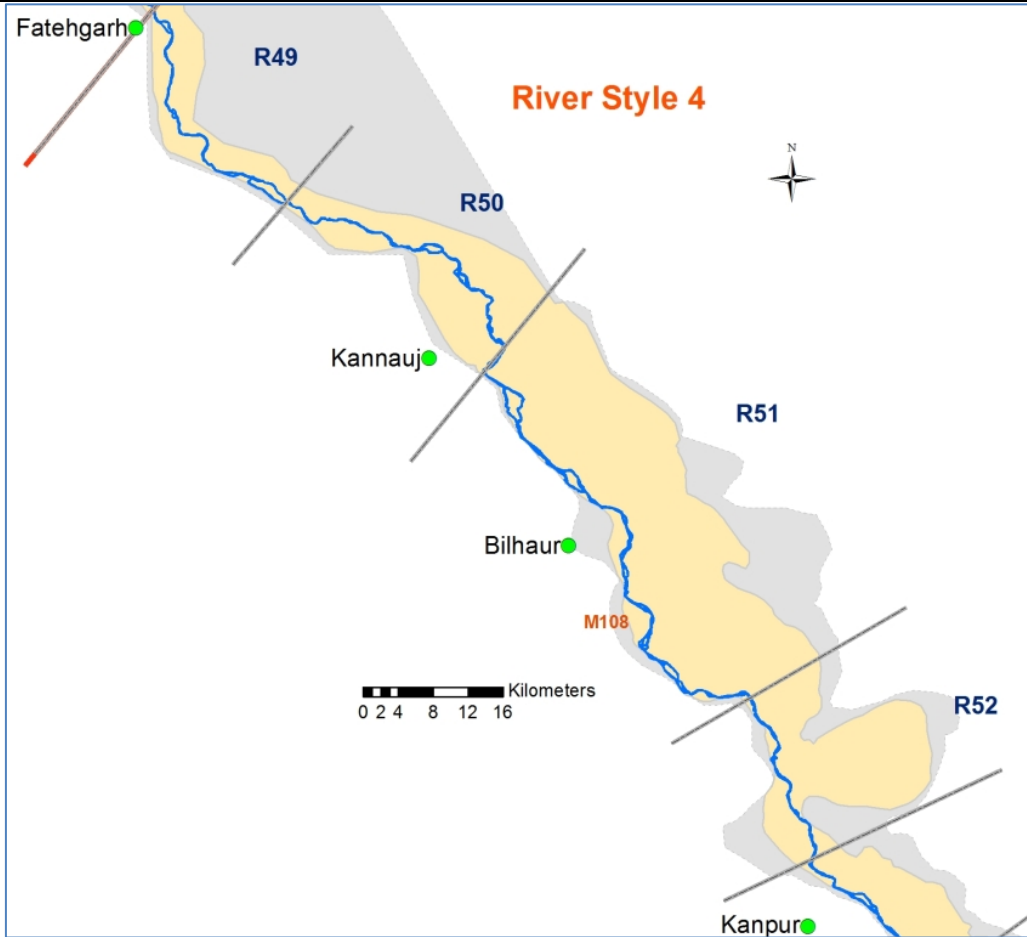 Fatehgarh
R49
River Style 4
N
R50
Kannauj
R51
Bilhaur
M108
Kilometers
0 2 4 8 12 16
R52
Kanpur